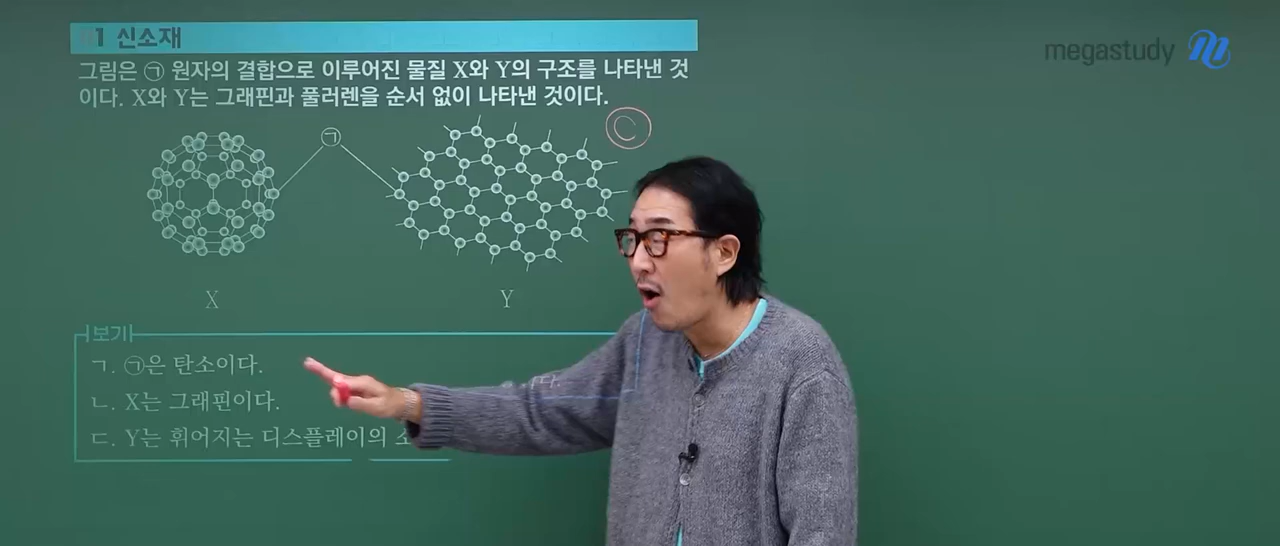 1 신소재
megastudy
그림은 ㉠ 원자의 결합으로 이루어진 물질 X와 Y의 구조를 나타낸 것
이다. X와 Y는 그래핀과 풀러렌을 순서 없이 나타낸 것이다.
㉠
C
X
Y
보기
ㄱ. ㉠은 탄소이다.
ㄴ. X는 그래핀이다.
ㄷ. Y는 휘어지는 디스플레이의 소
다.